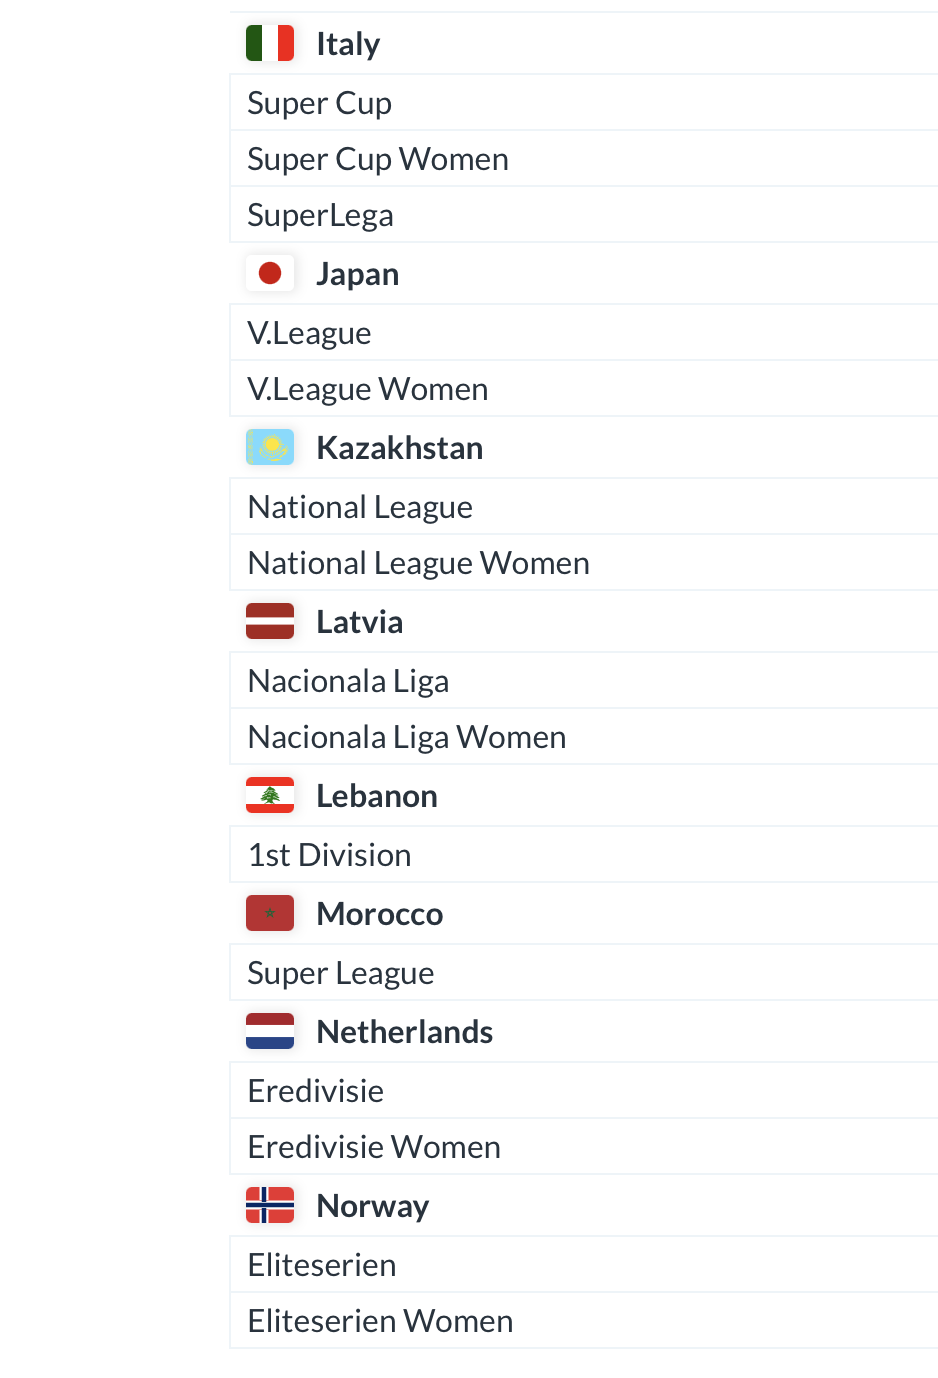 Italy
Super Cup
Super Cup Women
SuperLega
Japan
V.League
V.League Women
Kazakhstan
National League
National League Women
Latvia
Nacionala Liga
Nacionala Liga Women
Lebanon
1st Division
Morocco
Super League
Netherlands
Eredivisie
Eredivisie Women
Norway
Eliteserien
Eliteserien Women